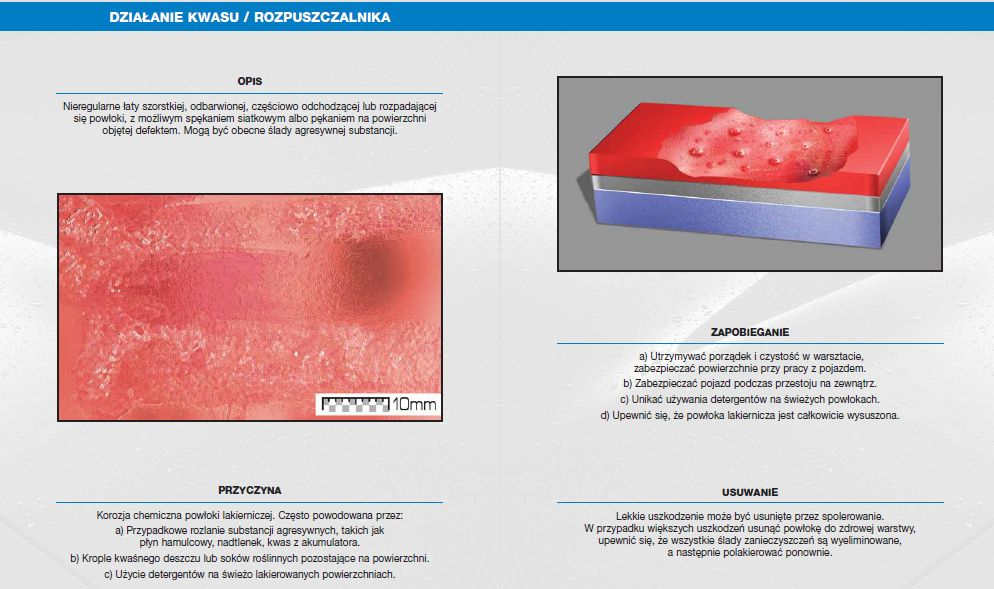 DZIAŁANIE KWASU / ROZPUSZCZALNIKA
OPIS
Nieregularne łaty szorstkiej, odbarwionej, częściowo odchodzącej lub rozpadającej
się powłoki, z możliwym spękaniem siatkowym albo pękaniem na powierzchni
objętej defektem. Mogą być obecne ślady agresywnej substancji.
10mm
PRZYCZYNA
Korozja chemiczna powłoki lakierniczej. Często powodowana przez:
a) Przypadkowe rozlanie substancji agresywnych, takich jak
płyn hamulcowy, nadtlenek, kwas z akumulatora.
b) Krople kwaśnego deszczu lub soków roślinnych pozostające na powierzchni.
c) Użycie detergentów na świeżo lakierowanych powierzchniach.
ZAPOBIEGANIE
a) Utrzymywać porządek i czystość w warsztacie,
zabezpieczać powierzchnie przy pracy z pojazdem.
b) Zabezpieczać pojazd podczas przestoju na zewnątrz.
c) Unikać używania detergentów na świeżych powłokach.
d) Upewnić się, że powłoka lakiernicza jest całkowicie wysuszona.
USUWANIE
Lekkie uszkodzenie może być usunięte przez spolerowanie.
W przypadku większych uszkodzeń usunąć powłokę do zdrowej warstwy,
upewnić się, że wszystkie ślady zanieczyszczeń są wyeliminowane,
a następnie polakierować ponownie.